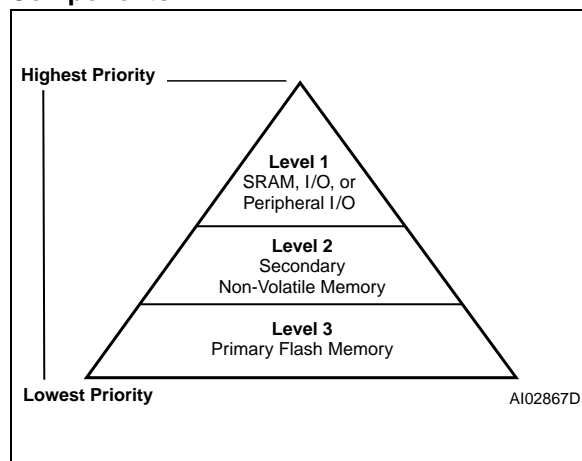 Components
Highest Priority
Level 1
SRAM, I/O, or
Peripheral I/O
Level 2
Secondary
Non-Volatile Memory
Level 3
Primary Flash Memory
Lowest Priority
AI02867D